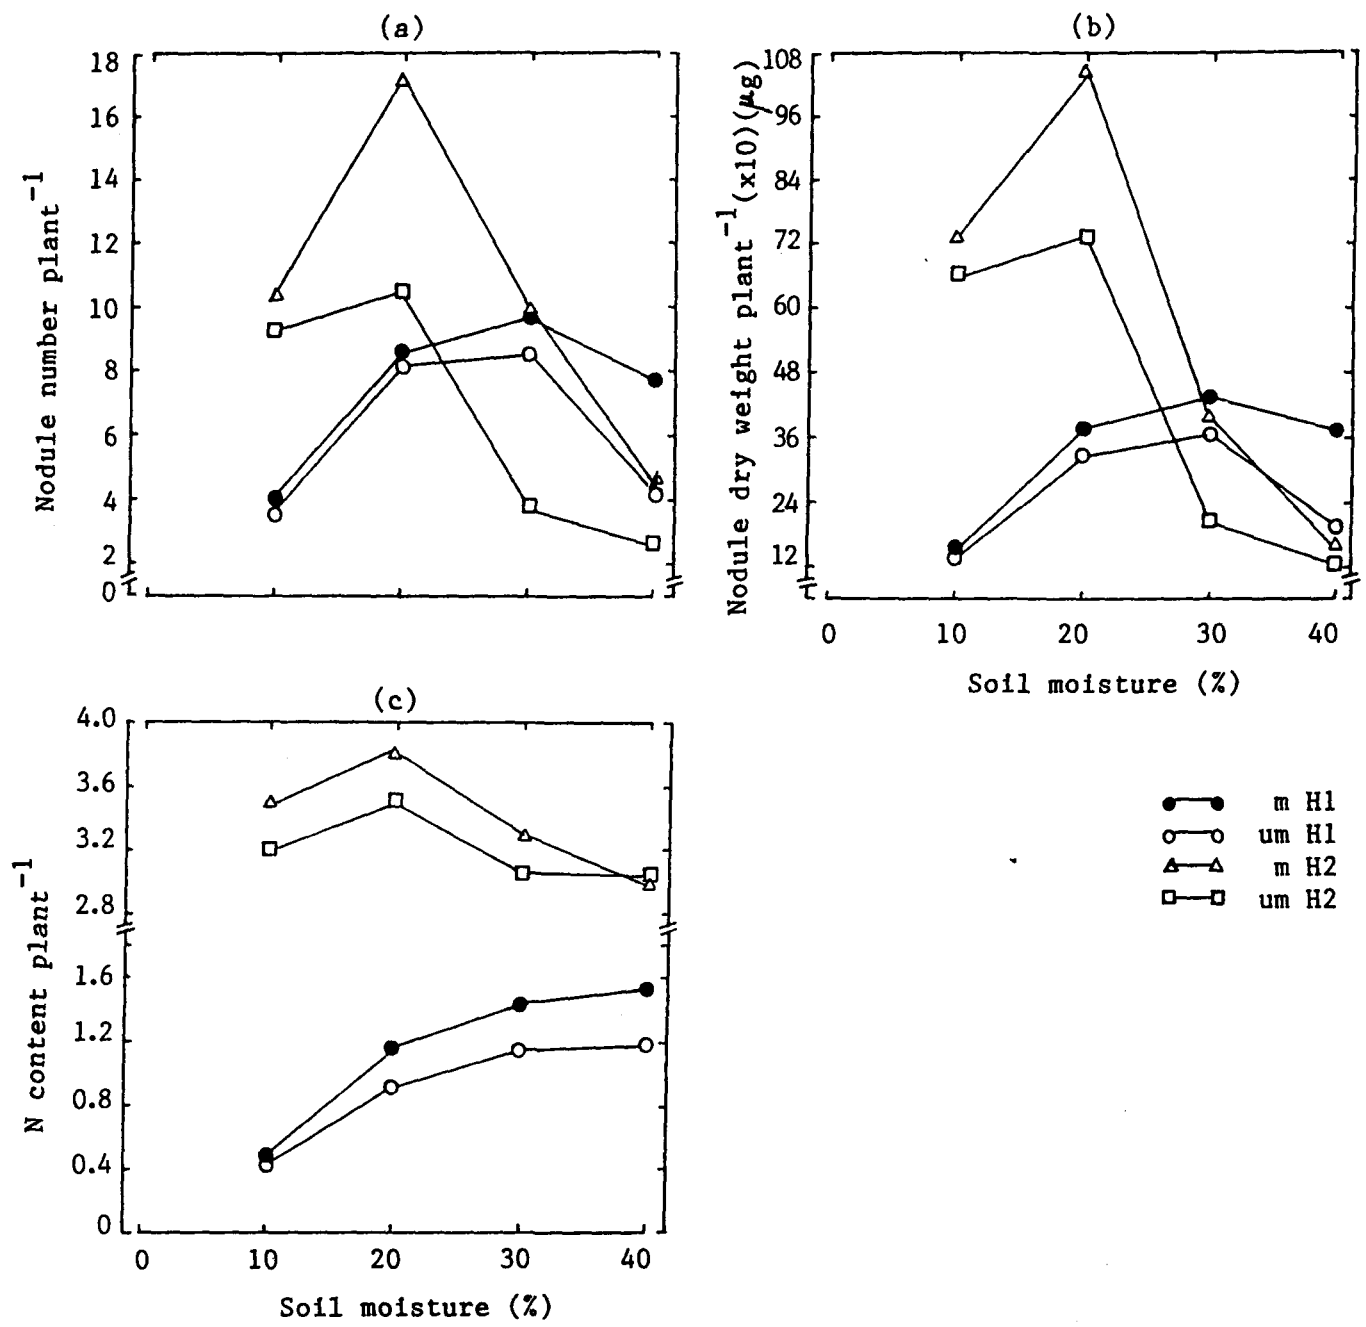 (a)
18
16
14
12
10
8
6
4
2
0
Nodule number plant⁻¹
(b)
108
96
84
72
60
48
36
24
12
Nodule dry weight plant⁻¹(x10)(µg)
0 10 20 30 40
Soil moisture (%)
(c)
4.0
3.6
3.2
2.8
1.6
1.2
0.8
0.4
0
N content plant⁻¹
0 10 20 30 40
Soil moisture (%)
m H1
um H1
m H2
um H2